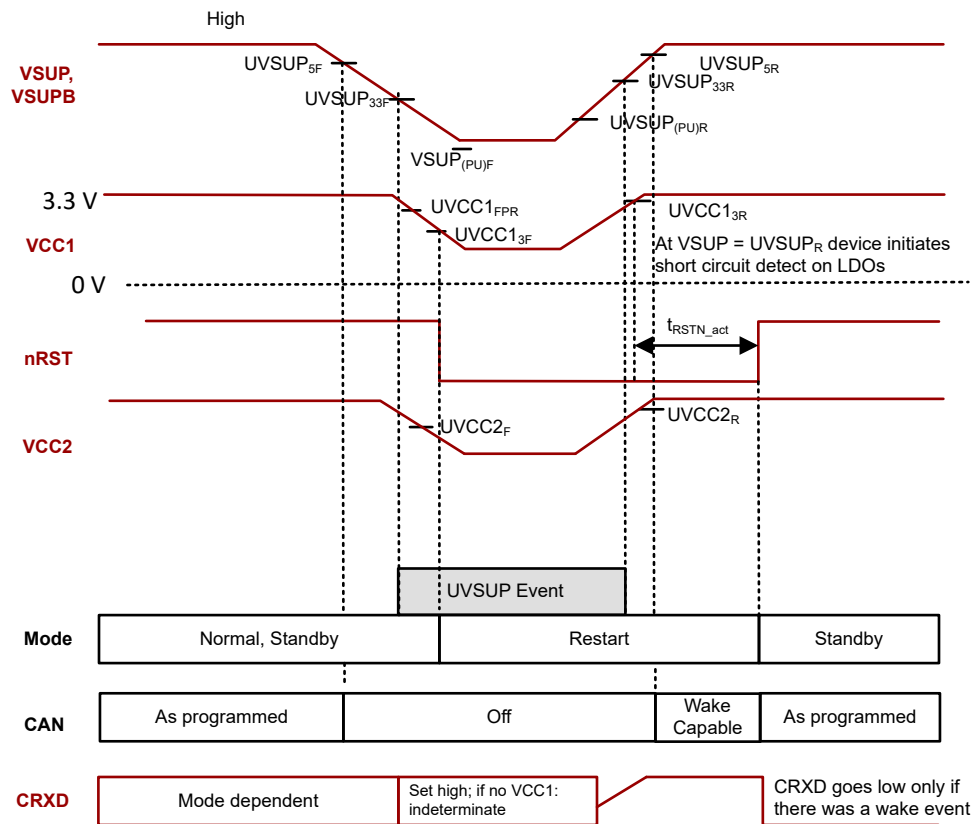 High
VSUP,
VSUPB
UVSUP5F
UVSUP33F
VSUP(PU)F
UVSUP5R
UVSUP33R
UVSUP(PU)R
3.3 V
VCC1
0 V
UVCC1FPR
UVCC13F
UVCC13R
At VSUP = UVSUPR device initiates
short circuit detect on LDOs
nRST
tRSTN_act
VCC2
UVCC2F
UVCC2R
UVSUP Event
Mode
Normal, Standby
Restart
Standby
CAN
As programmed
Off
Wake
Capable
As programmed
CRXD
Mode dependent
Set high; if no VCC1:
indeterminate
CRXD goes low only if
there was a wake event